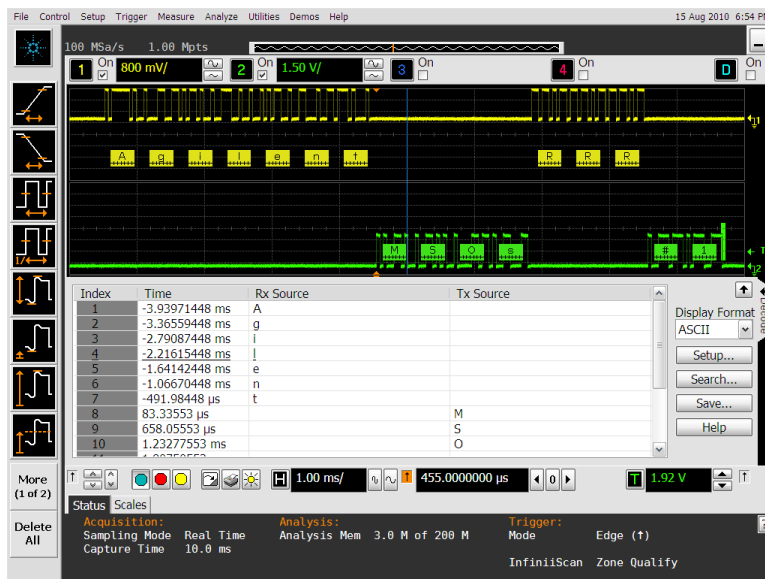 File Control Setup Trigger Measure Analyze Utilities Demos Help 15 Aug 2010 6:54 PM
100 MSa/s 1.00 Mpts
1 On 800 mV/ 2 On 1.50 V/ 3 On 4 On D On
A g i l e n t R R R
M S O s # 1
Index Time Rx Source Tx Source
1 -3.93971448 ms A
2 -3.36559448 ms g
3 -2.79087448 ms i
4 -2.21615448 ms l
5 -1.64142448 ms e
6 -1.06670448 ms n
7 -491.98448 µs t
8 83.33553 µs M
9 658.05553 µs S
10 1.23277553 ms O
Decode
Display Format
ASCII
Setup...
Search...
Save...
Help
More
(1 of 2)
Delete
All
H 1.00 ms/ T 455.0000000 µs 0 T 1.92 V
Status Scales
Acquisition: Analysis: Trigger:
Sampling Mode Real Time Analysis Mem 3.0 M of 200 M Mode Edge (↑)
Capture Time 10.0 ms
InfiniiScan Zone Qualify